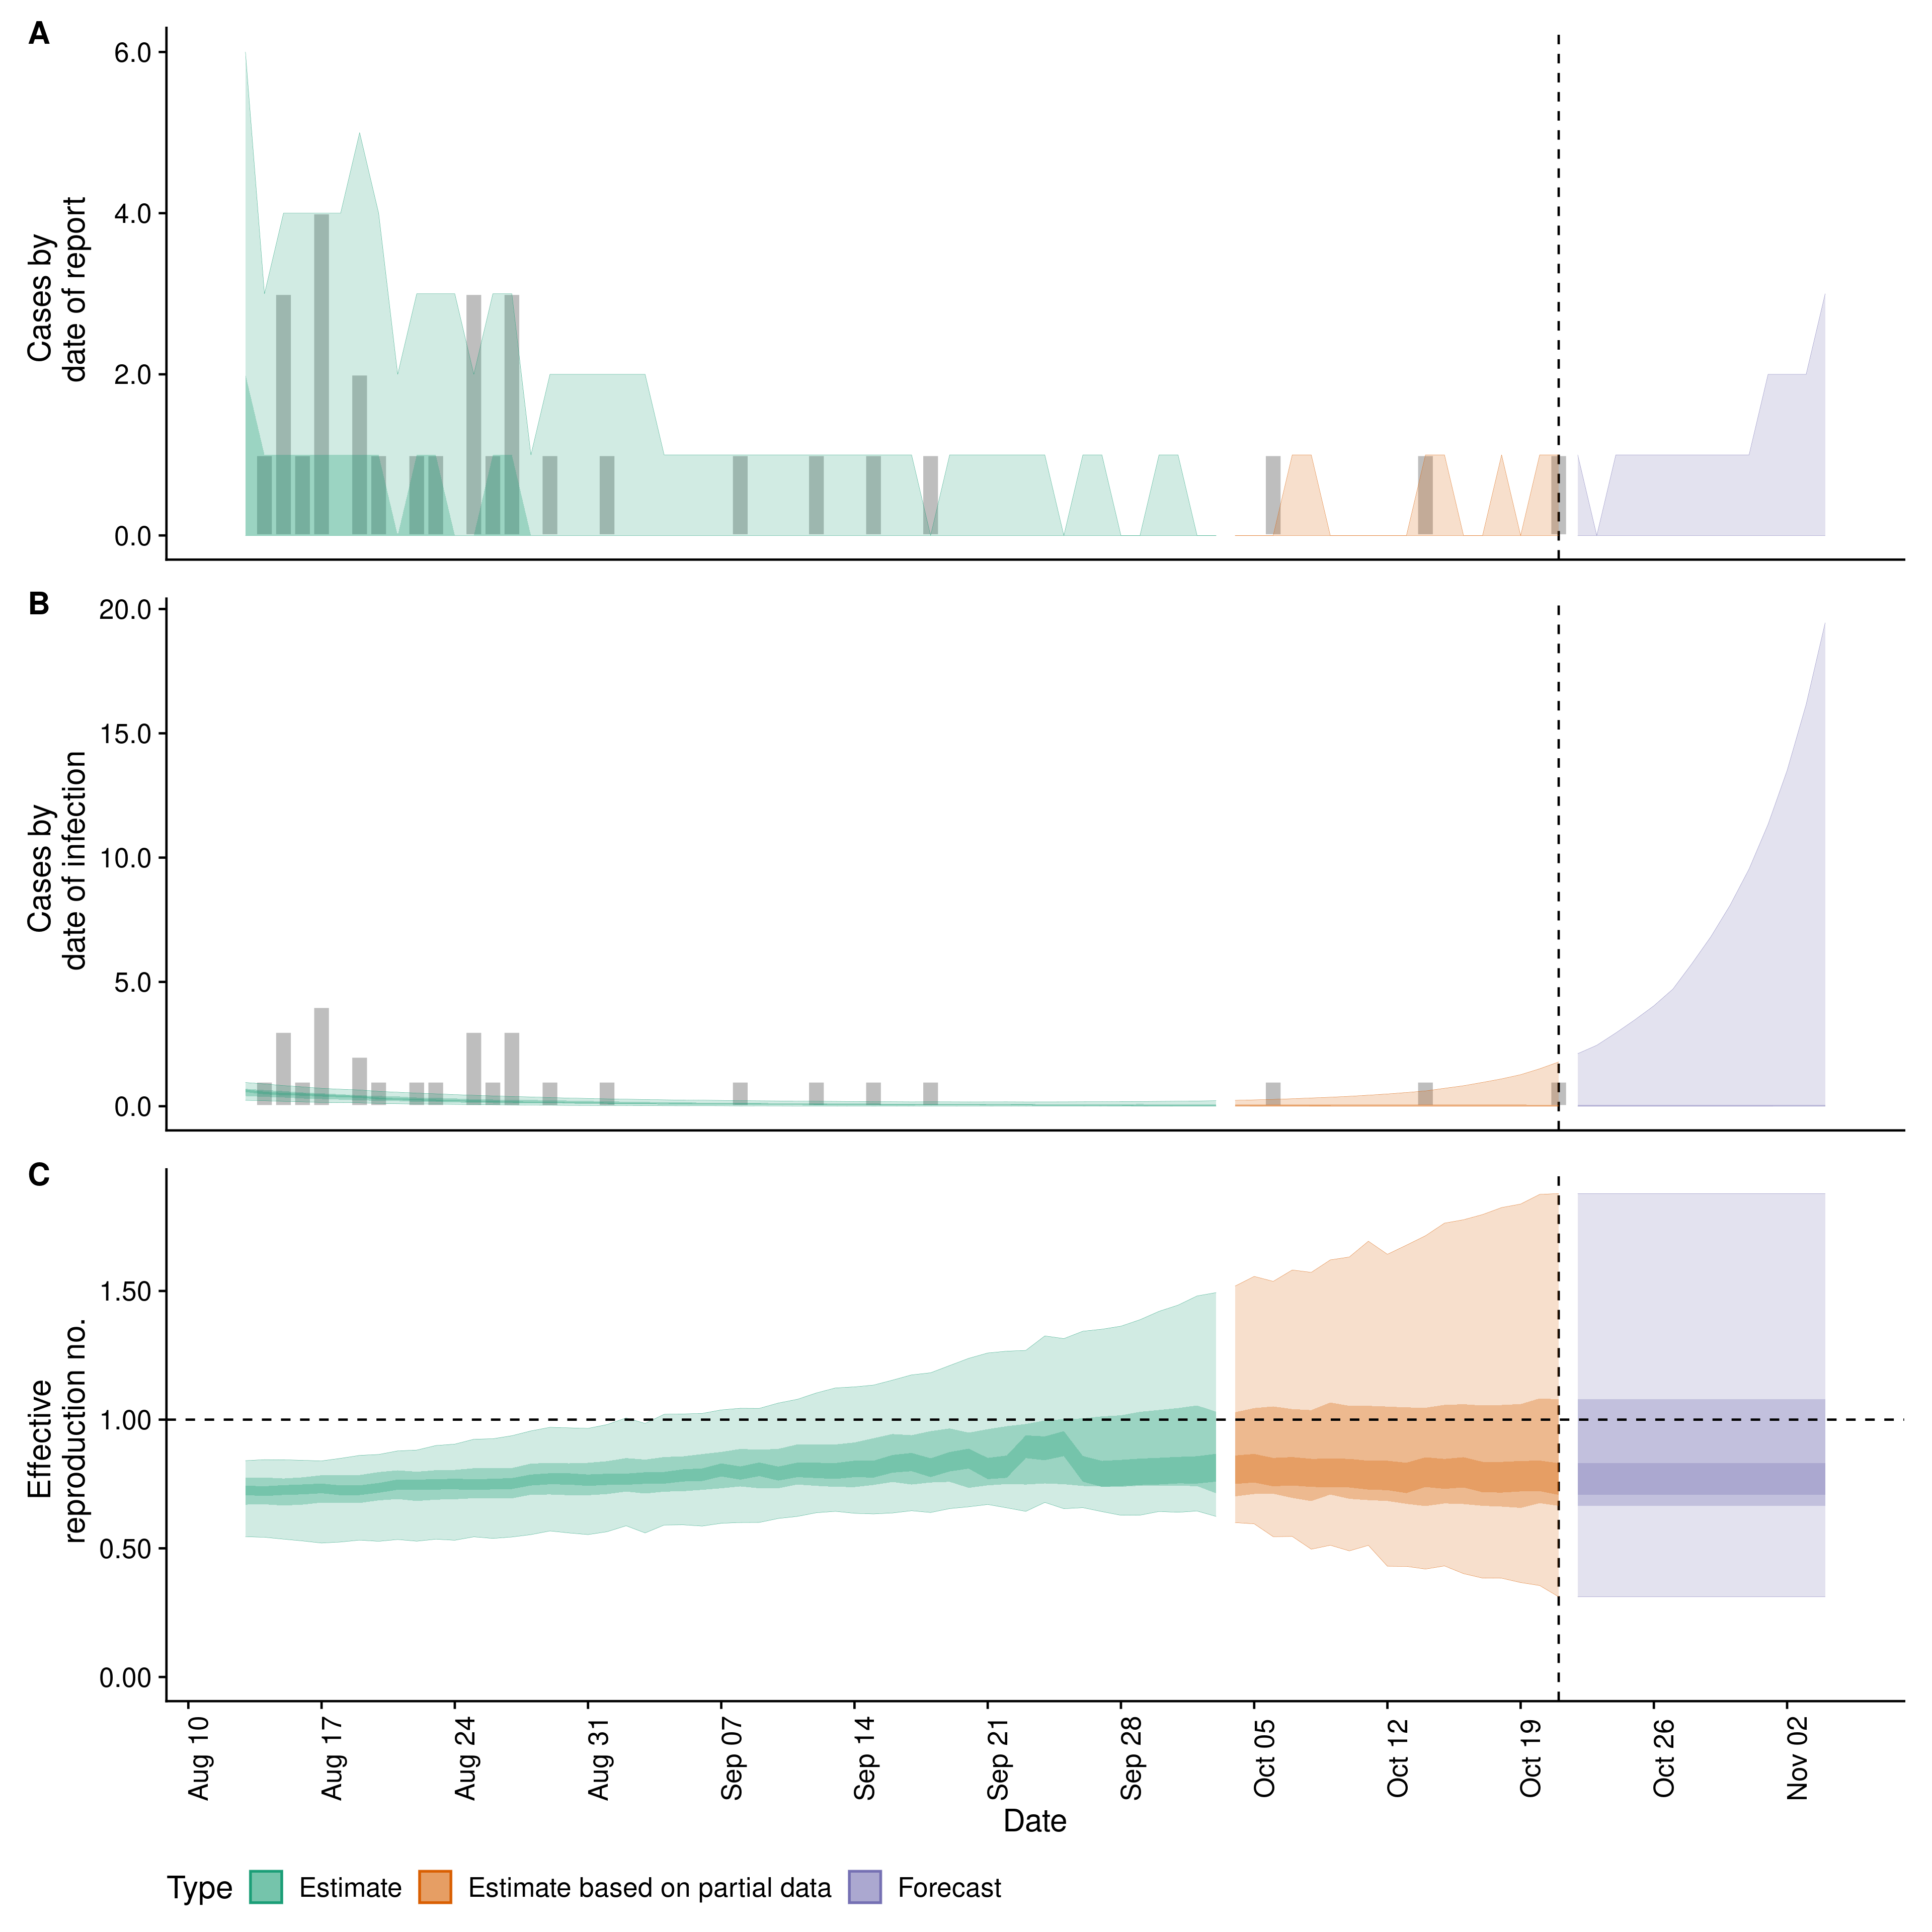 A
Cases by
date of report
6.0
4.0
2.0
0.0
B
Cases by
date of infection
20.0
15.0
10.0
5.0
0.0
C
Effective
reproduction no.
1.50
1.00
0.50
0.00
Aug 10
Aug 17
Aug 24
Aug 31
Sep 07
Sep 14
Sep 21
Sep 28
Oct 05
Oct 12
Oct 19
Oct 26
Nov 02
Date
Type Estimate Estimate based on partial data Forecast